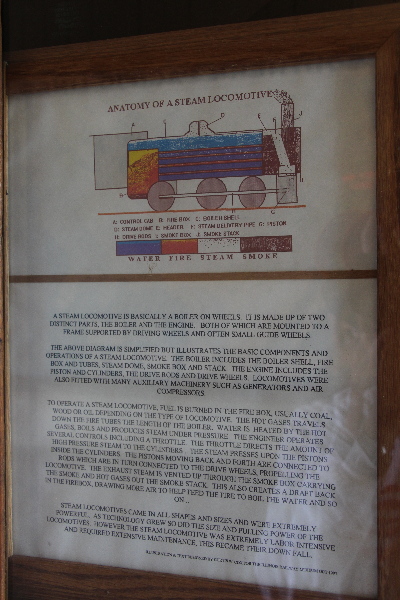 ANATOMY OF A STEAM LOCOMOTIVE
A: CONTROL CAB B: FIRE BOX C: BOILER SHELL
D: STEAM DOME E: HEADER F: STEAM DELIVERY PIPE G: PISTON
H: DRIVE RODS I: SMOKE BOX J: SMOKE STACK
WATER FIRE STEAM SMOKE
A STEAM LOCOMOTIVE IS BASICALLY A BOILER ON WHEELS. IT IS MADE UP OF TWO
DISTINCT PARTS, THE BOILER AND THE ENGINE. BOTH OF WHICH ARE MOUNTED TO A
FRAME SUPPORTED BY DRIVING WHEELS AND OFTEN SMALL GUIDE WHEELS.
THE ABOVE DIAGRAM IS SIMPLIFIED BUT ILLUSTRATES THE BASIC COMPONENTS AND
OPERATIONS OF A STEAM LOCOMOTIVE. THE BOILER INCLUDES THE BOILER SHELL, FIRE
BOX AND TUBES, STEAM DOME, SMOKE BOX AND STACK. THE ENGINE INCLUDES THE
PISTON AND CYLINDERS, THE DRIVE RODS AND DRIVE WHEELS. LOCOMOTIVES WERE
ALSO FITTED WITH MANY AUXILIARY MACHINERY SUCH AS GENERATORS AND AIR
COMPRESSORS.
TO OPERATE A STEAM LOCOMOTIVE, FUEL IS BURNED IN THE FIRE BOX, USUALLY COAL,
WOOD OR OIL DEPENDING ON THE TYPE OF LOCOMOTIVE. THE HOT GASES TRAVELS
DOWN THE FIRE TUBES THE LENGTH OF THE BOILER. WATER IS HEATED BY THE HOT
GASES, BOILS AND PRODUCES STEAM UNDER PRESSURE. THE ENGINEER OPERATES
SEVERAL CONTROLS INCLUDING A THROTTLE. THE THROTTLE DIRECTS THE AMOUNT OF
HIGH PRESSURE STEAM TO THE CYLINDERS. THE STEAM PRESSES UPON THE PISTONS
INSIDE THE CYLINDERS. THE PISTONS MOVING BACK AND FORTH ARE CONNECTED TO
RODS WHICH ARE IN TURN CONNECTED TO THE DRIVE WHEELS, PROPELLING THE
LOCOMOTIVE. THE EXHAUST STEAM IS VENTED UP THROUGH THE SMOKE BOX CARRYING
THE SMOKE AND HOT GASES OUT THE SMOKE STACK. THIS ALSO CREATES A DRAFT BACK
IN THE FIREBOX, DRAWING MORE AIR TO HELP FEED THE FIRE TO BOIL THE WATER AND SO
ON...
STEAM LOCOMOTIVES CAME IN ALL SHAPES AND SIZES AND WERE EXTREMELY
POWERFUL. AS TECHNOLOGY GREW SO DID THE SIZE AND PULLING POWER OF THE
LOCOMOTIVES. HOWEVER THE STEAM LOCOMOTIVE WAS EXTREMELY LABOR INTENSIVE
AND REQUIRED EXTENSIVE MAINTENANCE, THIS BECAME THEIR DOWN FALL.